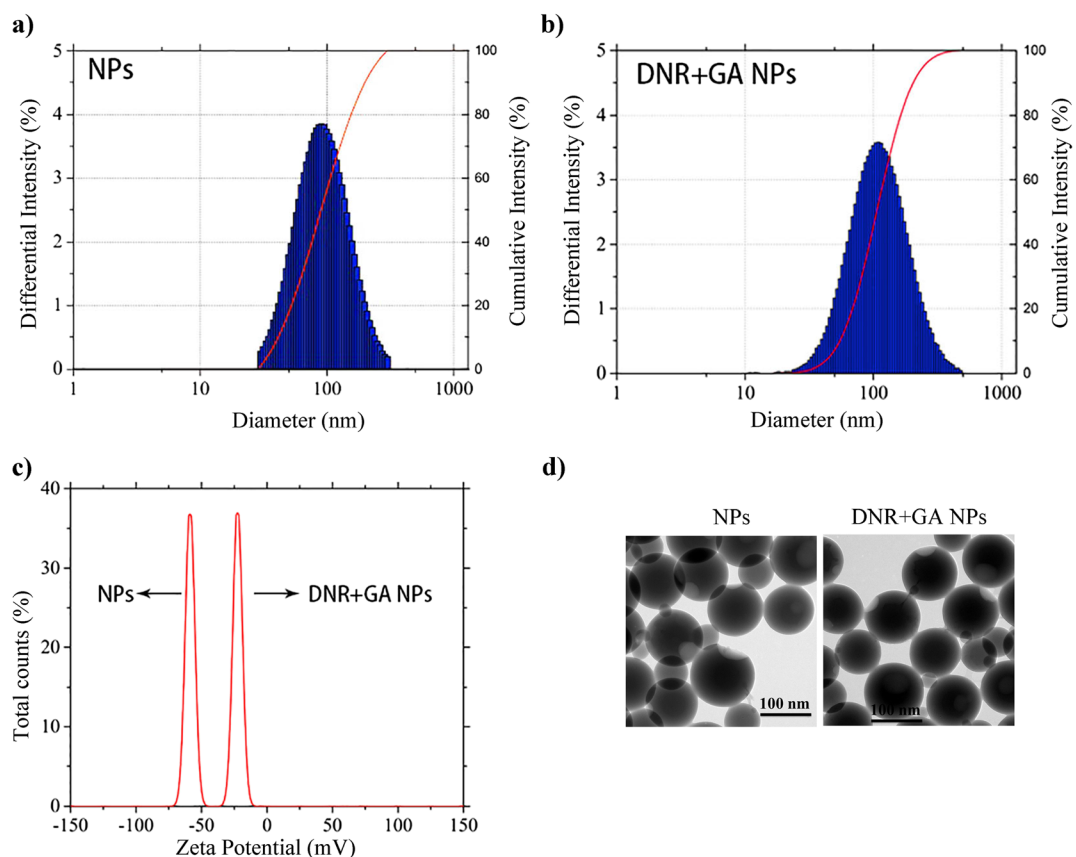 a)
NPs
Differential Intensity (%)
5
4
3
2
1
0
100
80
60
40
20
0
Cumulative Intensity (%)
1
10
100
1000
Diameter (nm)
b)
DNR+GA NPs
Differential Intensity (%)
5
4
3
2
1
0
100
80
60
40
20
0
Cumulative Intensity (%)
1
10
100
1000
Diameter (nm)
c)
Total counts (%)
40
30
20
10
0
NPs
DNR+GA NPs
-150
-100
-50
0
50
100
150
Zeta Potential (mV)
d)
NPs
DNR+GA NPs
100 nm
100 nm